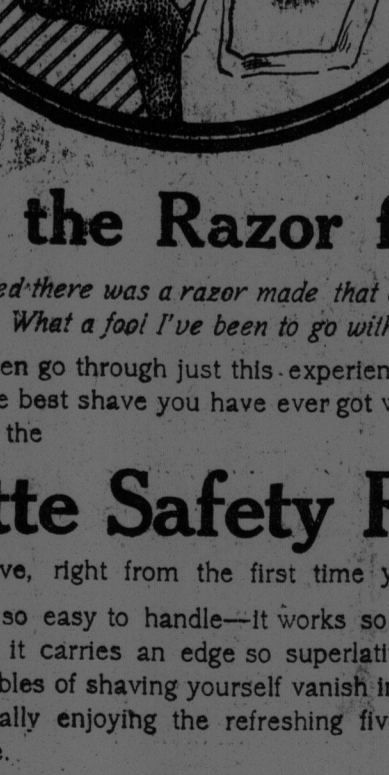 the Razor f
ed there was a razor made that
What a fool I've been to go with
en go through just this experien
e best shave you have ever got
the
tte Safety R
ve, right from the first time y
so easy to handle—it works so
it carries an edge so superlati
bles of shaving yourself vanish i
ally enjoying the refreshing fiv
e.